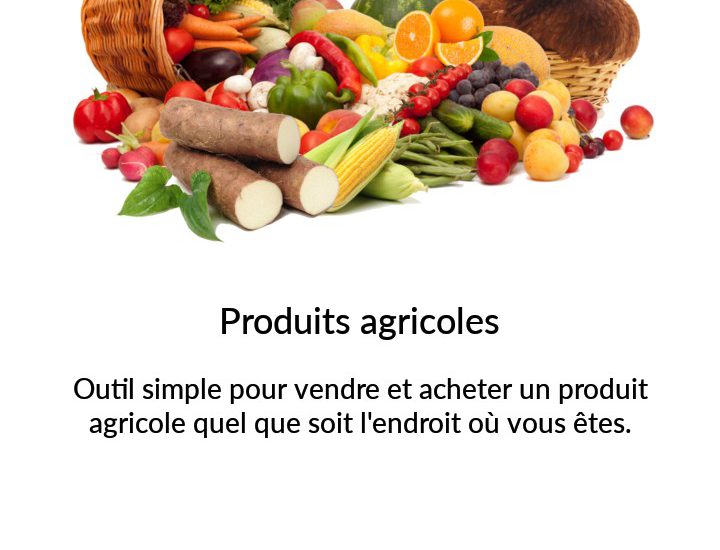 Produits agricoles
Outil simple pour vendre et acheter un produit
agricole quel que soit l'endroit où vous êtes.